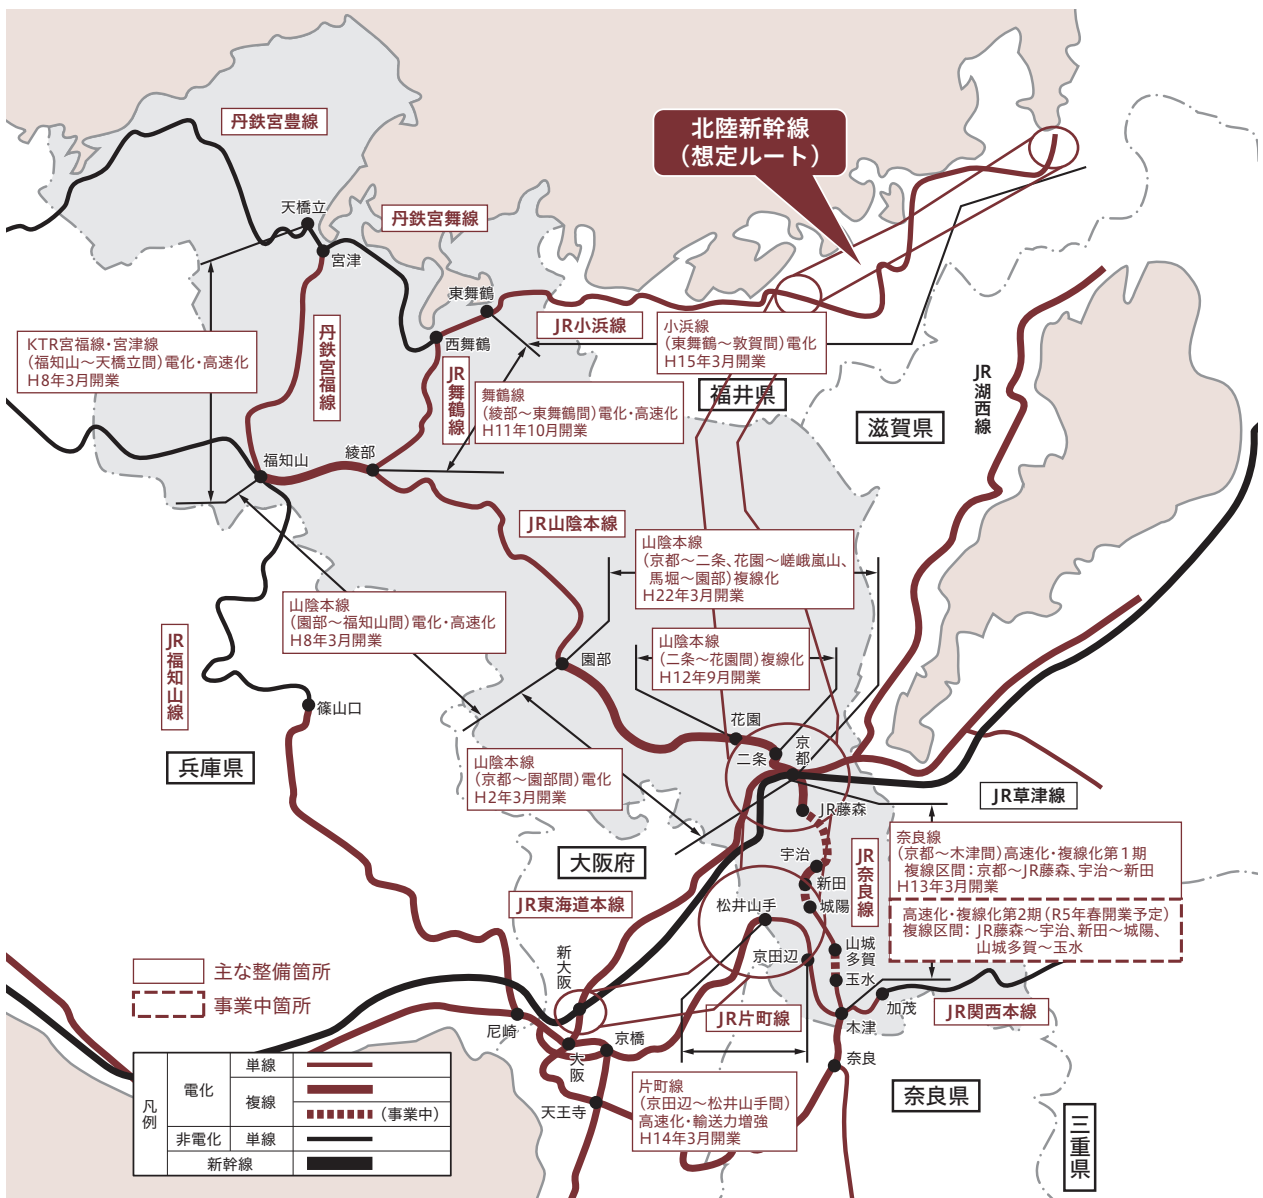 丹鉄宮豊線
北陸新幹線
（想定ルート）
天橋立
丹鉄宮舞線
宮津
東舞鶴
JR小浜線
小浜線
（東舞鶴～敦賀間）電化
H15年3月開業
KTR宮福線・宮津線
（福知山～天橋立間）電化・高速化
H8年3月開業
丹鉄宮福線
西舞鶴
JR舞鶴線
舞鶴線
（綾部～東舞鶴間）電化・高速化
H11年10月開業
福井県
滋賀県
JR湖西線
福知山
綾部
JR山陰本線
山陰本線
（京都～二条、花園～嵯峨嵐山、
馬堀～園部）複線化
H22年3月開業
山陰本線
（園部～福知山間）電化・高速化
H8年3月開業
JR福知山線
園部
山陰本線
（二条～花園間）複線化
H12年9月開業
篠山口
花園
二条
京都
兵庫県
山陰本線
（京都～園部間）電化
H2年3月開業
JR草津線
JR藤森
大阪府
宇治
JR奈良線
奈良線
（京都～木津間）高速化・複線化第1期
複線区間：京都～JR藤森、宇治～新田
H13年3月開業
新田
城陽
JR東海道本線
松井山手
高速化・複線化第2期（R5年春開業予定）
複線区間： JR藤森～宇治、新田～城陽、
山城多賀～玉水
新大阪
京田辺
山城
多賀
玉水
主な整備箇所
事業中箇所
JR片町線
加茂
JR関西本線
木津
尼崎
大阪
京橋
奈良
天王寺
片町線
（京田辺～松井山手間）
高速化・輸送力増強
H14年3月開業
奈良県
三重県
凡例
電化
単線
複線
（事業中）
非電化
単線
新幹線